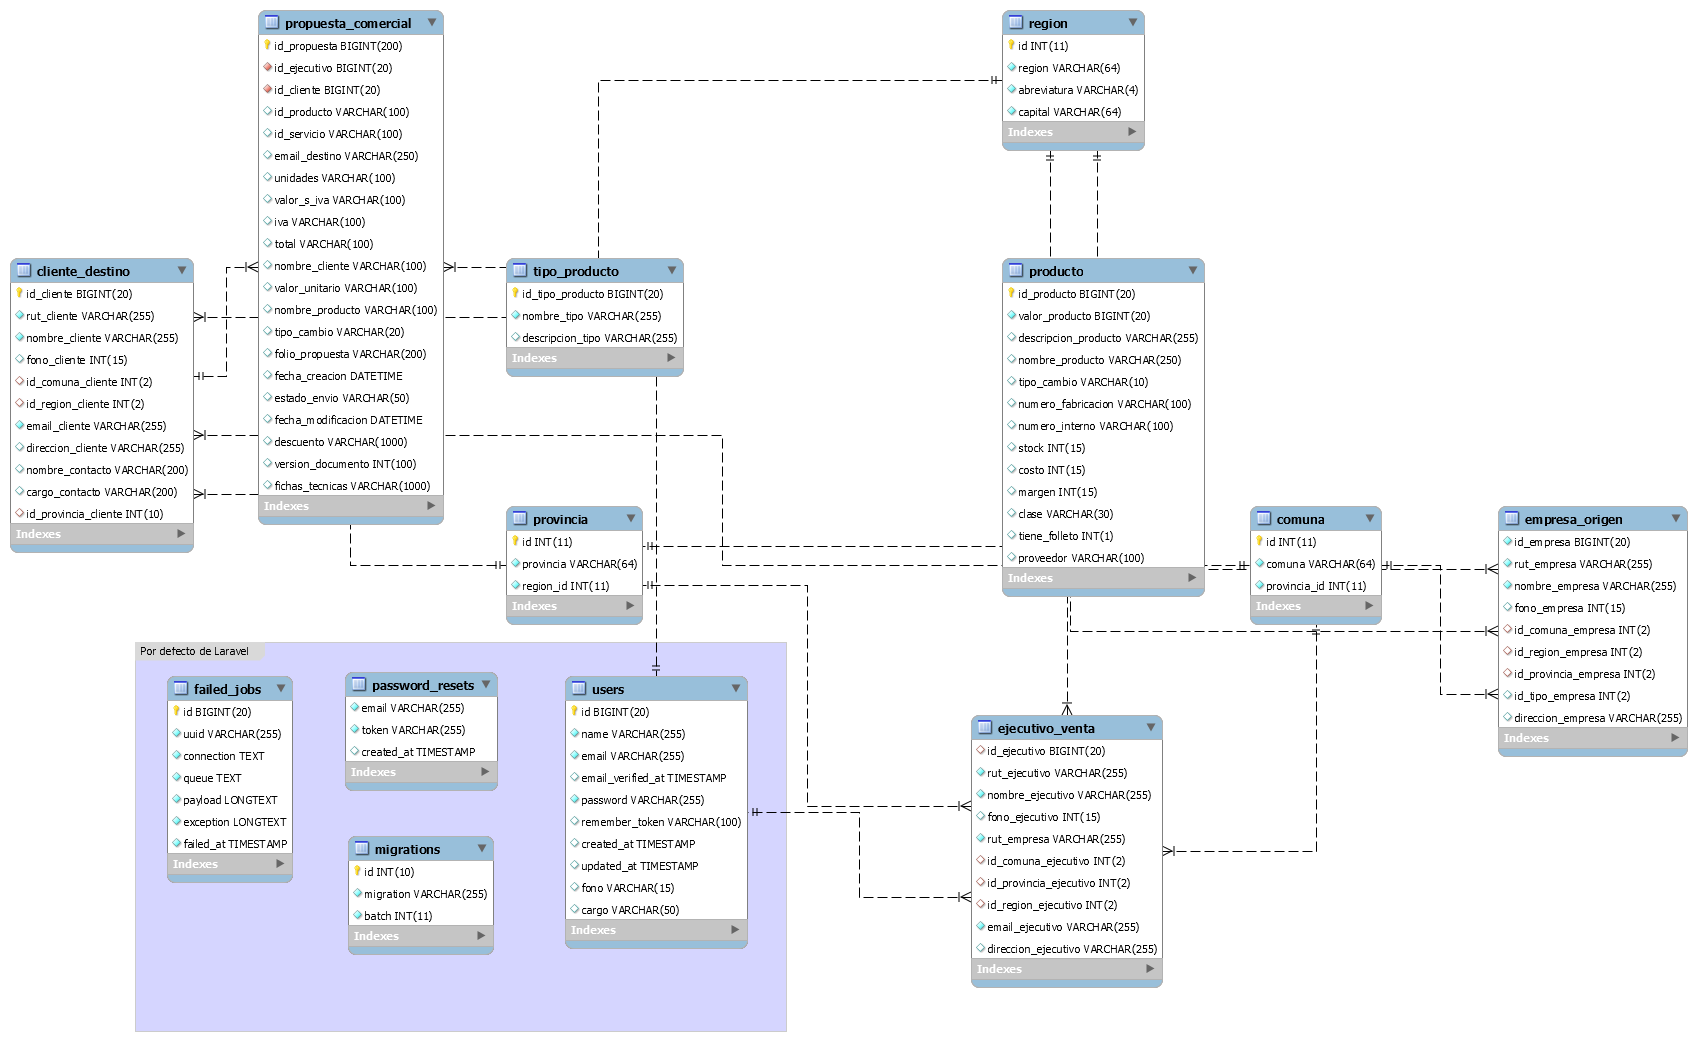 propuesta_comercial
id_propuesta BIGINT(200)
id_ejecutivo BIGINT(20)
id_cliente BIGINT(20)
id_producto VARCHAR(100)
id_servicio VARCHAR(100)
email_destino VARCHAR(250)
unidades VARCHAR(100)
valor_s_iva VARCHAR(100)
iva VARCHAR(100)
total VARCHAR(100)
nombre_cliente VARCHAR(100)
valor_unitario VARCHAR(100)
nombre_producto VARCHAR(100)
tipo_cambio VARCHAR(20)
folio_propuesta VARCHAR(200)
fecha_creacion DATETIME
estado_envio VARCHAR(50)
fecha_modificacion DATETIME
descuento VARCHAR(1000)
version_documento INT(100)
fichas_tecnicas VARCHAR(1000)
Indexes
region
id INT(11)
region VARCHAR(64)
abreviatura VARCHAR(4)
capital VARCHAR(64)
Indexes
cliente_destino
id_cliente BIGINT(20)
rut_cliente VARCHAR(255)
nombre_cliente VARCHAR(255)
fono_cliente INT(15)
id_comuna_cliente INT(2)
id_region_cliente INT(2)
email_cliente VARCHAR(255)
direccion_cliente VARCHAR(255)
nombre_contacto VARCHAR(200)
cargo_contacto VARCHAR(200)
id_provincia_cliente INT(10)
Indexes
tipo_producto
id_tipo_producto BIGINT(20)
nombre_tipo VARCHAR(255)
descripcion_tipo VARCHAR(255)
Indexes
producto
id_producto BIGINT(20)
valor_producto BIGINT(20)
descripcion_producto VARCHAR(255)
nombre_producto VARCHAR(250)
tipo_cambio VARCHAR(10)
numero_fabricacion VARCHAR(100)
numero_interno VARCHAR(100)
stock INT(15)
costo INT(15)
margen INT(15)
clase VARCHAR(30)
tiene_folleto INT(1)
proveedor VARCHAR(100)
Indexes
provincia
id INT(11)
provincia VARCHAR(64)
region_id INT(11)
Indexes
comuna
id INT(11)
comuna VARCHAR(64)
provincia_id INT(11)
Indexes
empresa_origen
id_empresa BIGINT(20)
rut_empresa VARCHAR(255)
nombre_empresa VARCHAR(255)
fono_empresa INT(15)
id_comuna_empresa INT(2)
id_region_empresa INT(2)
id_provincia_empresa INT(2)
id_tipo_empresa INT(2)
direccion_empresa VARCHAR(255)
Indexes
Por defecto de Laravel
failed_jobs
id BIGINT(20)
uuid VARCHAR(255)
connection TEXT
queue TEXT
payload LONGTEXT
exception LONGTEXT
failed_at TIMESTAMP
Indexes
password_resets
email VARCHAR(255)
token VARCHAR(255)
created_at TIMESTAMP
Indexes
migrations
id INT(10)
migration VARCHAR(255)
batch INT(11)
Indexes
users
id BIGINT(20)
name VARCHAR(255)
email VARCHAR(255)
email_verified_at TIMESTAMP
password VARCHAR(255)
remember_token VARCHAR(100)
created_at TIMESTAMP
updated_at TIMESTAMP
fono VARCHAR(15)
cargo VARCHAR(50)
Indexes
ejecutivo_venta
id_ejecutivo BIGINT(20)
rut_ejecutivo VARCHAR(255)
nombre_ejecutivo VARCHAR(255)
fono_ejecutivo INT(15)
rut_empresa VARCHAR(255)
id_comuna_ejecutivo INT(2)
id_provincia_ejecutivo INT(2)
id_region_ejecutivo INT(2)
email_ejecutivo VARCHAR(255)
direccion_ejecutivo VARCHAR(255)
Indexes